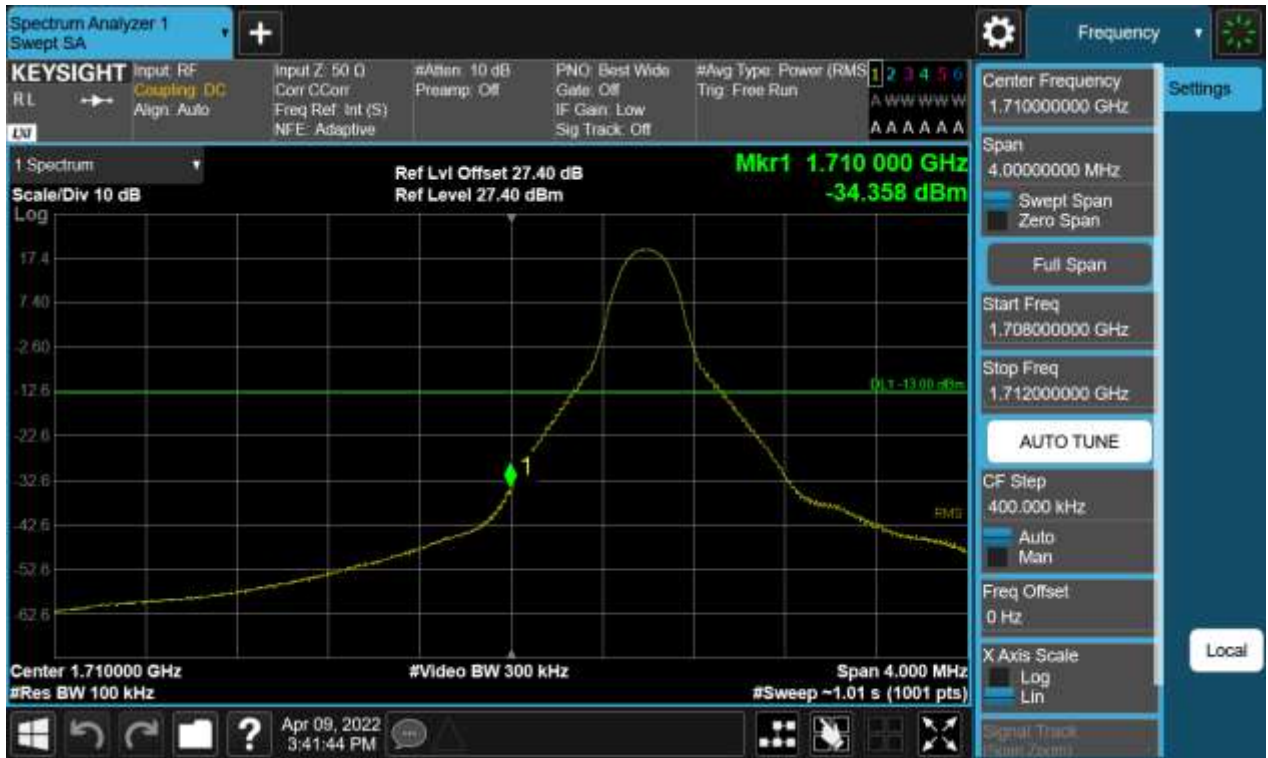 Spectrum Analyzer 1
Swept SA
+
Frequency
KEYSIGHT
RL
LXI
Input: RF
Coupling: DC
Align: Auto
Input Z: 50 Ω
Corr CCorr
Freq Ref: Int (S)
NFE: Adaptive
#Atten: 10 dB
Preamp: Off
PNO: Best Wide
Gate: Off
IF Gain: Low
Sig Track: Off
#Avg Type: Power (RMS
Trig: Free Run
1 2 3 4 5 6
A W W W W W
A A A A A A
1 Spectrum
Scale/Div 10 dB
Log
Ref Lvl Offset 27.40 dB
Ref Level 27.40 dBm
Mkr1 1.710 000 GHz
-34.358 dBm
17.4
7.40
-2.60
-12.6
-22.6
-32.6
-42.6
-52.6
-62.6
DL1 -13.00 dBm
1
RMS
Center 1.710000 GHz
#Res BW 100 kHz
#Video BW 300 kHz
Span 4.000 MHz
#Sweep ~1.01 s (1001 pts)
Center Frequency
1.710000000 GHz
Settings
Span
4.00000000 MHz
Swept Span
Zero Span
Full Span
Start Freq
1.708000000 GHz
Stop Freq
1.712000000 GHz
AUTO TUNE
CF Step
400.000 kHz
Auto
Man
Freq Offset
0 Hz
X Axis Scale
Log
Lin
Local
Signal Track
(Span Zoom)
?
Apr 09, 2022
3:41:44 PM